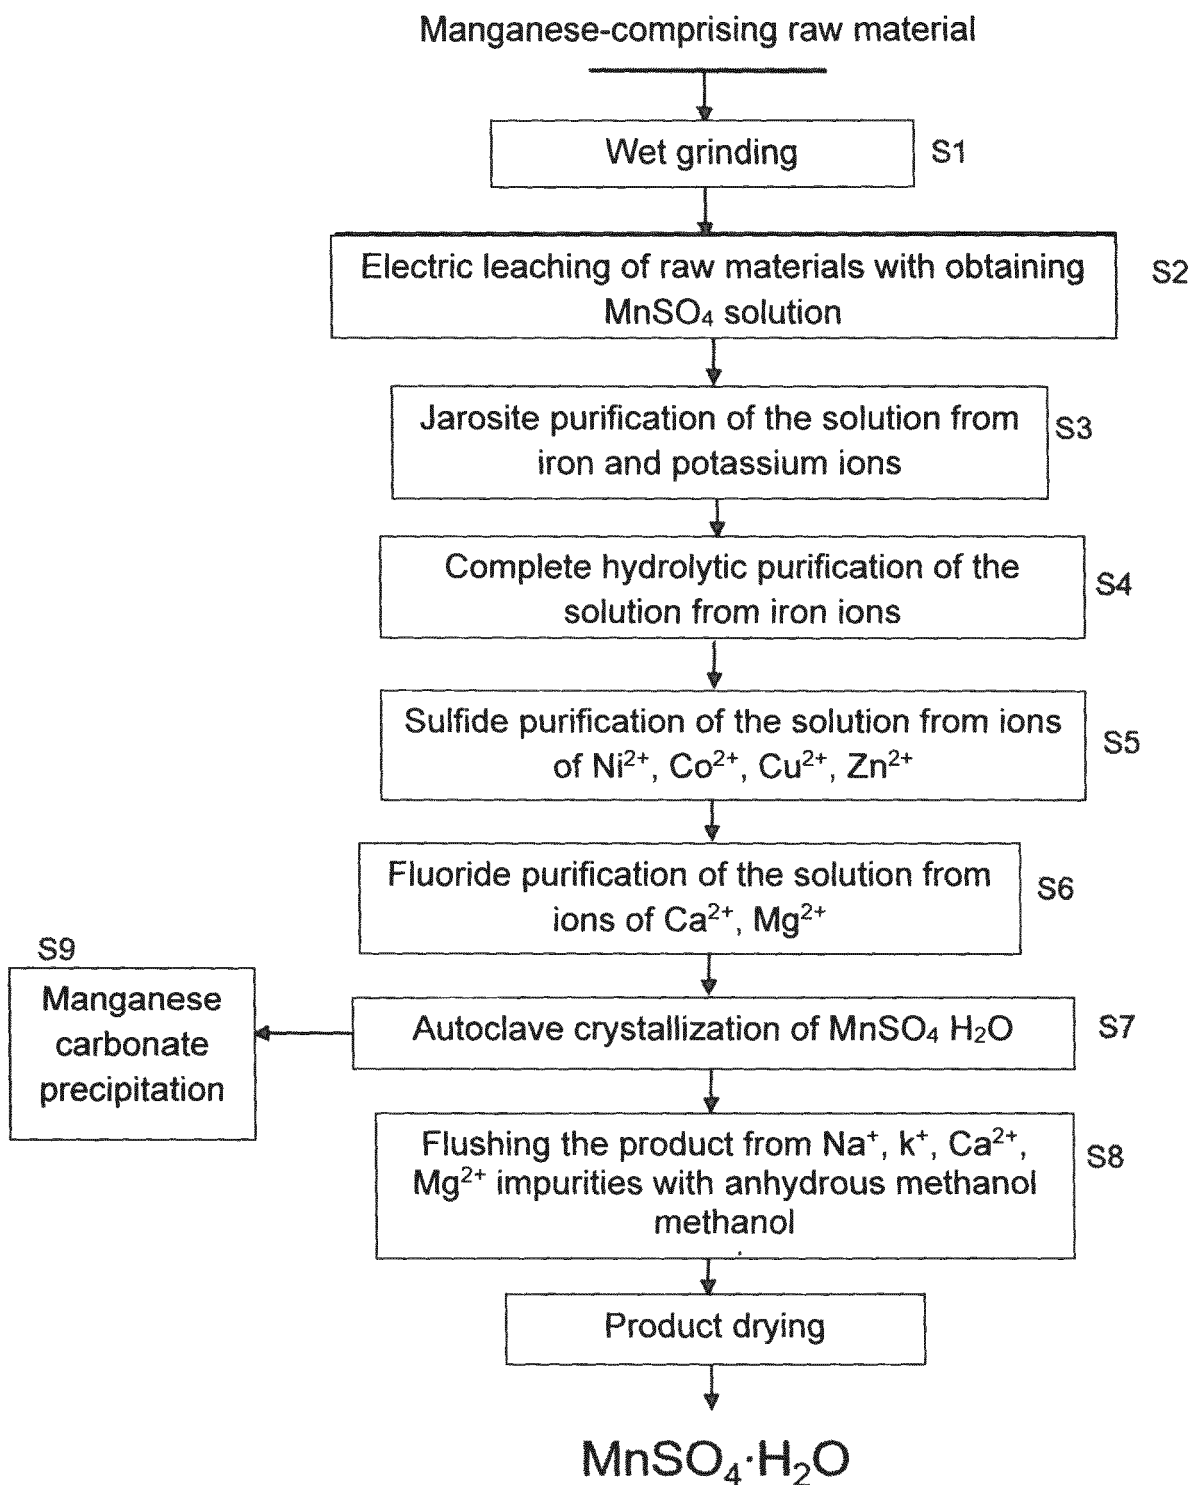 Manganese-comprising raw material
Wet grinding
S1
Electric leaching of raw materials with obtaining
MnSO₄ solution
S2
Jarosite purification of the solution from
iron and potassium ions
S3
Complete hydrolytic purification of the
solution from iron ions
S4
Sulfide purification of the solution from ions
of Ni²⁺, Co²⁺, Cu²⁺, Zn²⁺
S5
Fluoride purification of the solution from
ions of Ca²⁺, Mg²⁺
S6
S9
Manganese
carbonate
precipitation
Autoclave crystallization of MnSO₄ H₂O
S7
Flushing the product from Na⁺, k⁺, Ca²⁺,
Mg²⁺ impurities with anhydrous methanol
methanol
S8
Product drying
MnSO₄·H₂O